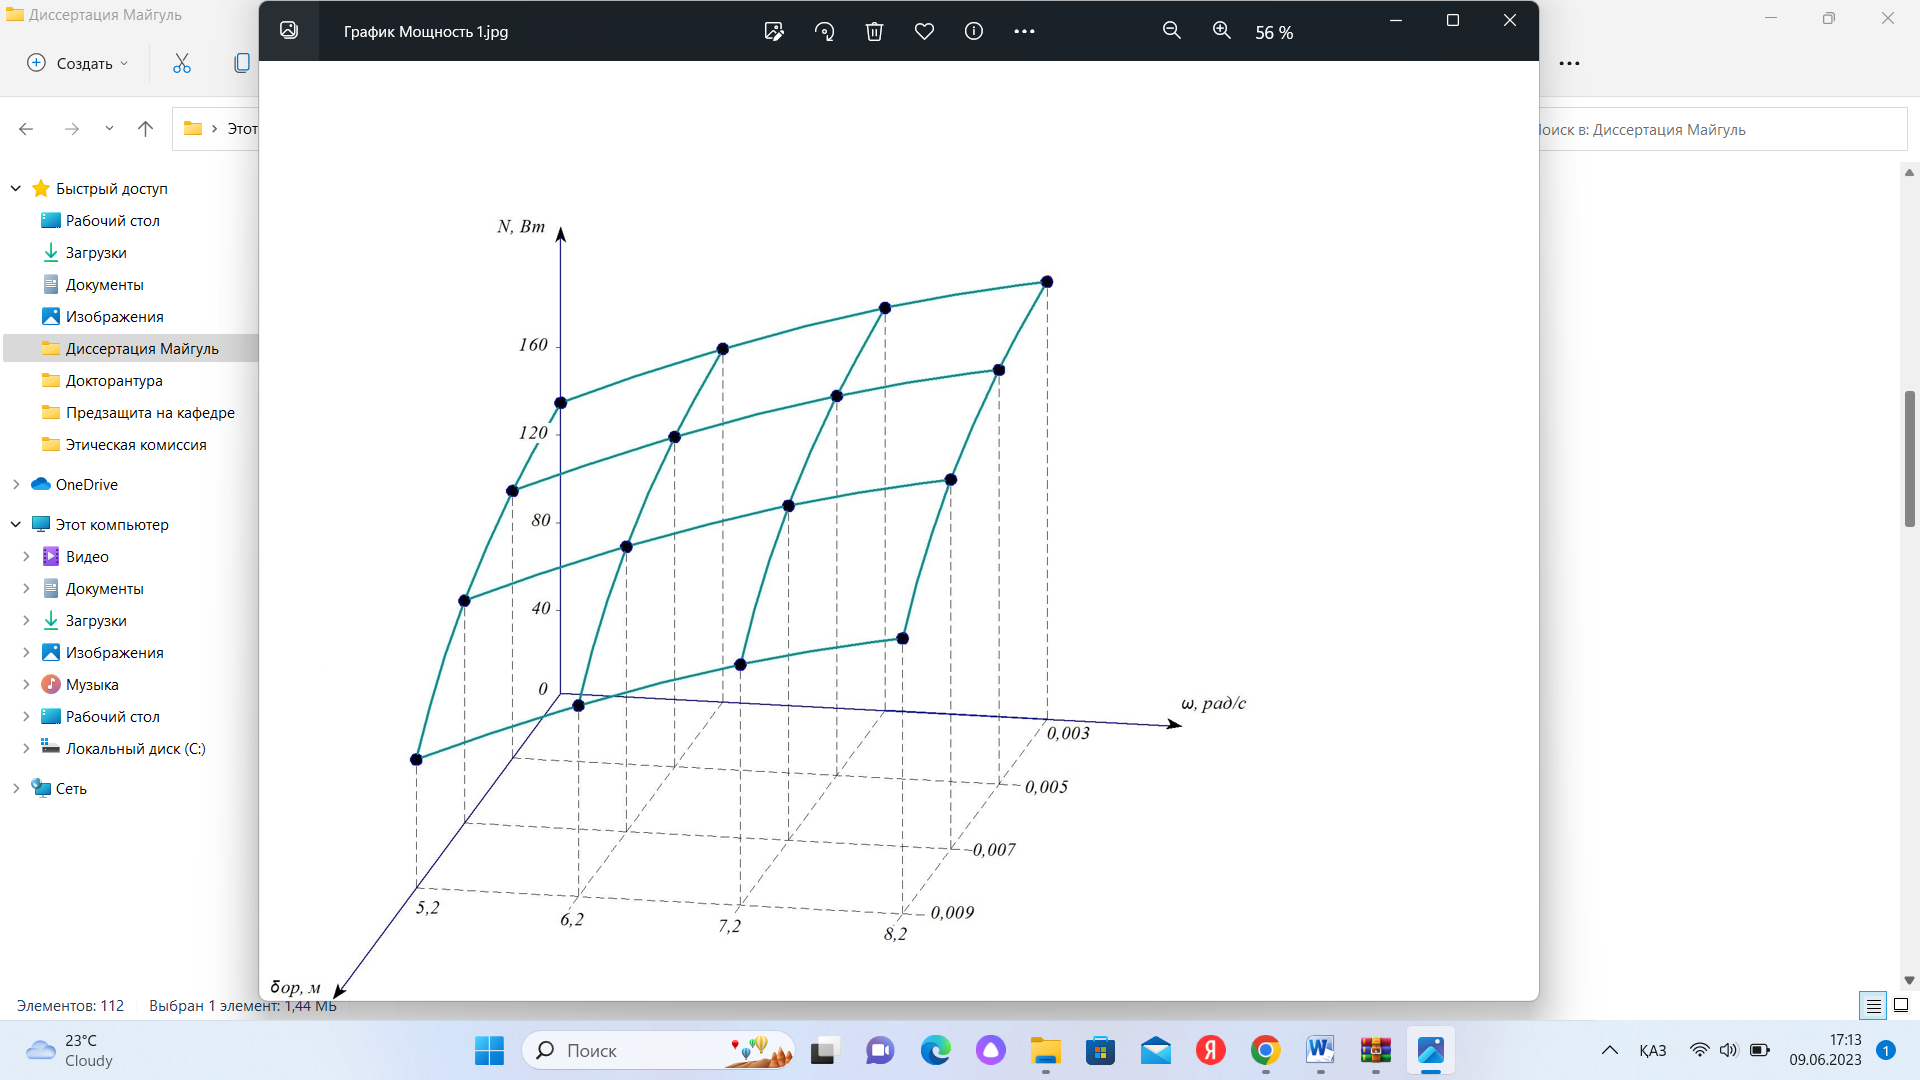 Диссертация Майгуль
График Мощность 1.jpg
56 %
Создать
Этот
Поиск в: Диссертация Майгуль
Быстрый доступ
Рабочий стол
Загрузки
Документы
Изображения
Диссертация Майгуль
Докторантура
Предзащита на кафедре
Этическая комиссия
OneDrive
Этот компьютер
Видео
Документы
Загрузки
Изображения
Музыка
Рабочий стол
Локальный диск (C:)
Сеть
N, Вт
160
120
80
40
0
ω, рад/с
0,003
0,005
0,007
0,009
5,2
6,2
7,2
8,2
δор, м
Элементов: 112
Выбран 1 элемент: 1,44 МБ
23°C
Cloudy
Поиск
ҚАЗ
17:13
09.06.2023
1